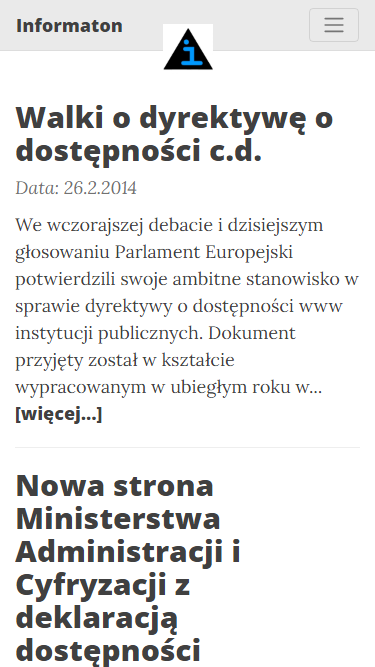 Informaton
i
Walki o dyrektywę o
dostępności c.d.
Data: 26.2.2014
We wczorajszej debacie i dzisiejszym
głosowaniu Parlament Europejski
potwierdzili swoje ambitne stanowisko w
sprawie dyrektywy o dostępności www
instytucji publicznych. Dokument
przyjęty został w kształcie
wypracowanym w ubiegłym roku w...
[więcej...]
Nowa strona
Ministerstwa
Administracji i
Cyfryzacji z
deklaracją
dostępności